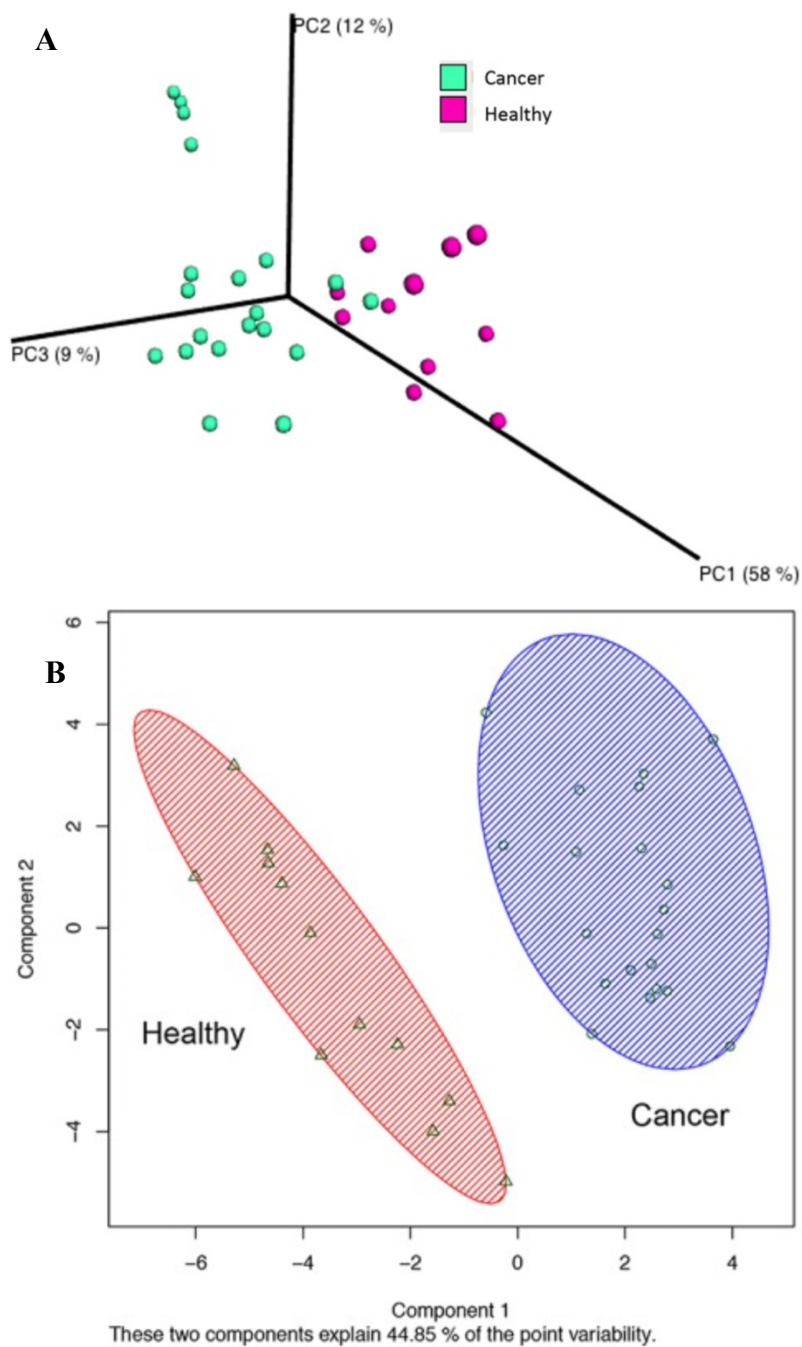 A
PC2 (12 %)
Cancer
Healthy
PC3 (9 %)
PC1 (58 %)
B
6
4
2
0
−2
−4
Component 2
Healthy
Cancer
−6 −4 −2 0 2 4
Component 1
These two components explain 44.85 % of the point variability.